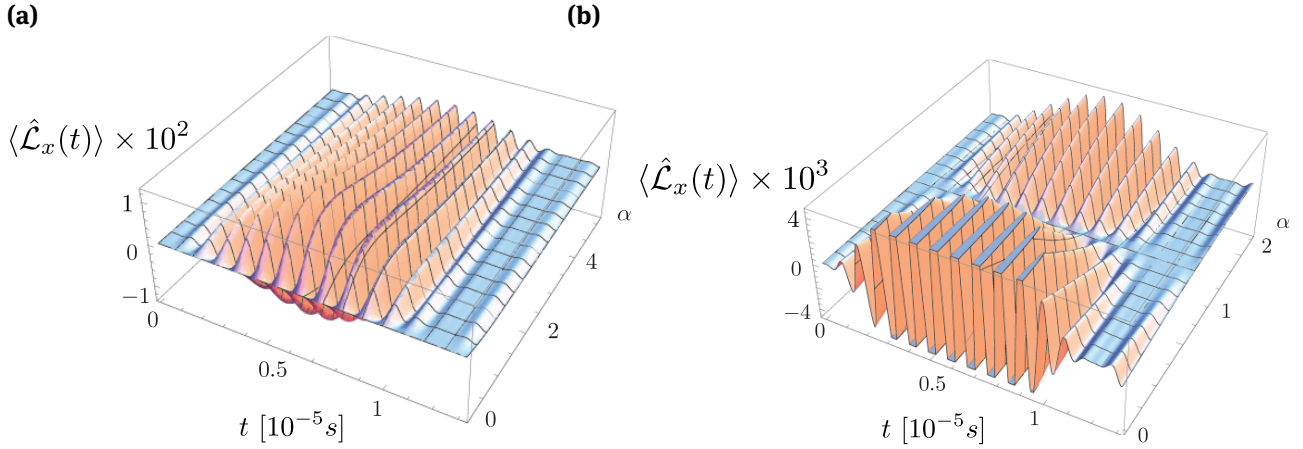 (a)
⟨ℒ̂ₓ(t)⟩ × 10²
1
0
−1
0
0.5
1
t [10⁻⁵s]
0
2
4
α
(b)
⟨ℒ̂ₓ(t)⟩ × 10³
4
0
−4
0
0.5
1
t [10⁻⁵s]
0
1
2
α